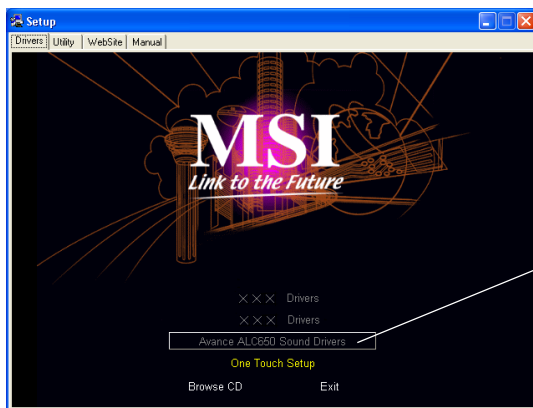 Setup
Drivers Utility WebSite Manual
MSI
Link to the Future
××× Drivers
××× Drivers
Avance ALC650 Sound Drivers
One Touch Setup
Browse CD Exit